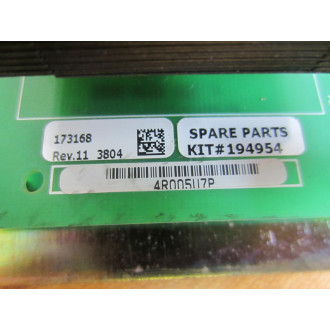 173168
Rev.11 3804
SPARE PARTS
KIT#194954
4R005U7P